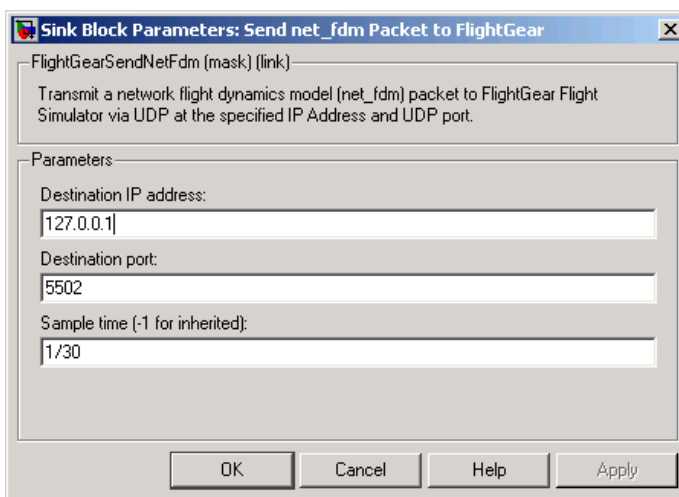 Sink Block Parameters: Send net_fdm Packet to FlightGear
FlightGearSendNetFdm (mask) (link)
Transmit a network flight dynamics model (net_fdm) packet to FlightGear Flight
Simulator via UDP at the specified IP Address and UDP port.
Parameters
Destination IP address:
127.0.0.1
Destination port:
5502
Sample time (-1 for inherited):
1/30
OK Cancel Help Apply